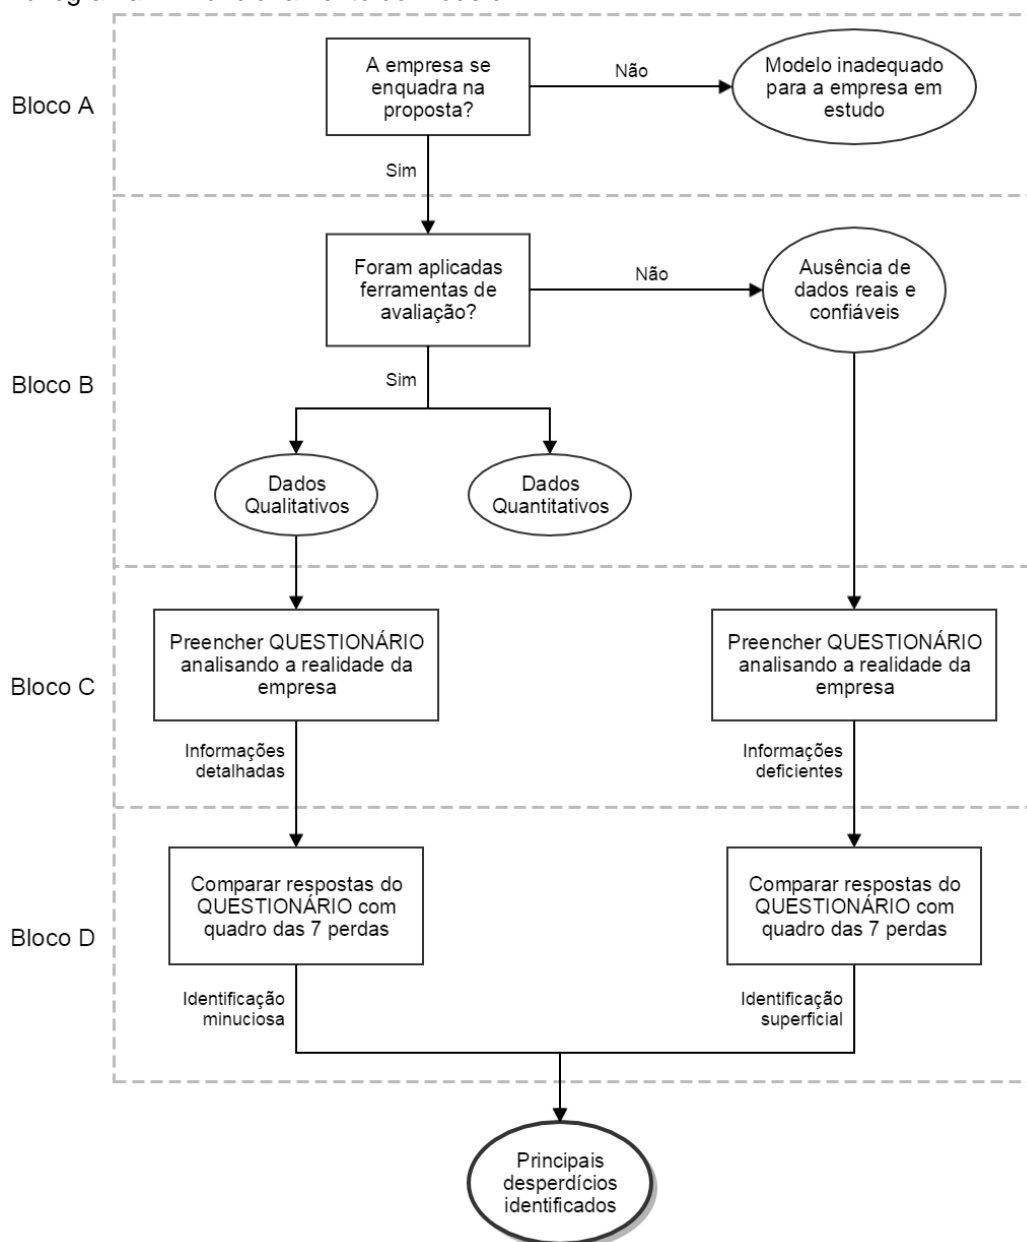 A empresa se
enquadra na
proposta?
Não
Modelo inadequado
para a empresa em
estudo
Bloco A
Sim
Foram aplicadas
ferramentas de
avaliação?
Não
Ausência de
dados reais e
confiáveis
Bloco B
Sim
Dados
Qualitativos
Dados
Quantitativos
Bloco C
Preencher QUESTIONÁRIO
analisando a realidade da
empresa
Preencher QUESTIONÁRIO
analisando a realidade da
empresa
Informações
detalhadas
Informações
deficientes
Bloco D
Comparar respostas do
QUESTIONÁRIO com
quadro das 7 perdas
Comparar respostas do
QUESTIONÁRIO com
quadro das 7 perdas
Identificação
minuciosa
Identificação
superficial
Principais
desperdícios
identificados